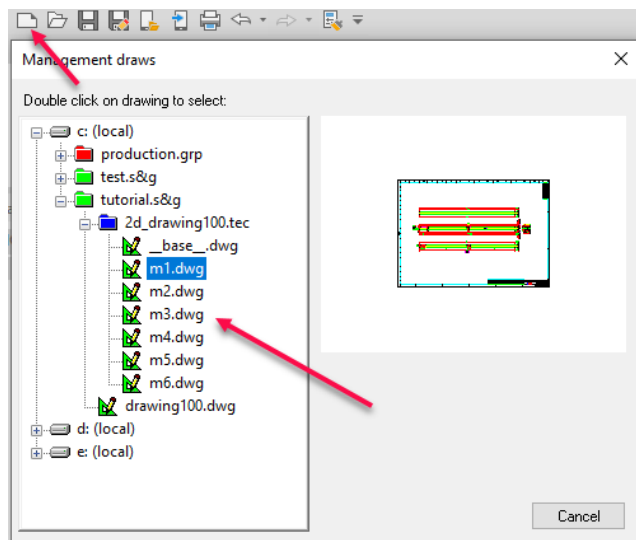 Management draws
Double click on drawing to select:
c: (local)
production.grp
test.s&g
tutorial.s&g
2d_drawing100.tec
__base__.dwg
m1.dwg
m2.dwg
m3.dwg
m4.dwg
m5.dwg
m6.dwg
drawing100.dwg
d: (local)
e: (local)
Cancel